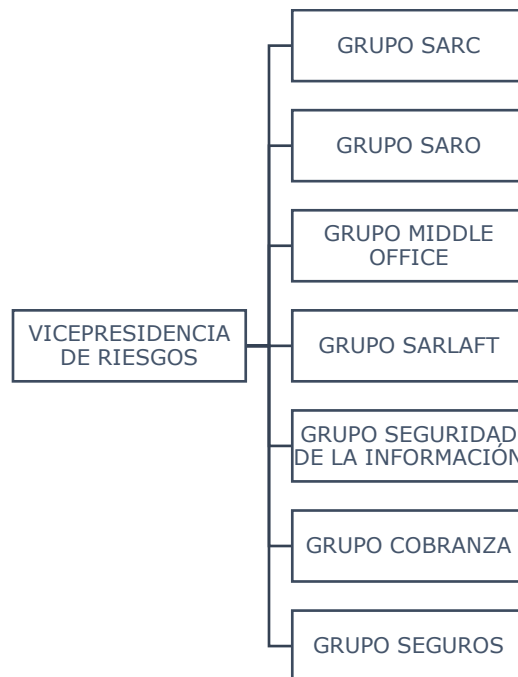 GRUPO SARC
GRUPO SARO
GRUPO MIDDLE
OFFICE
VICEPRESIDENCIA
DE RIESGOS
GRUPO SARLAFT
GRUPO SEGURIDAD
DE LA INFORMACIÓN
GRUPO COBRANZA
GRUPO SEGUROS